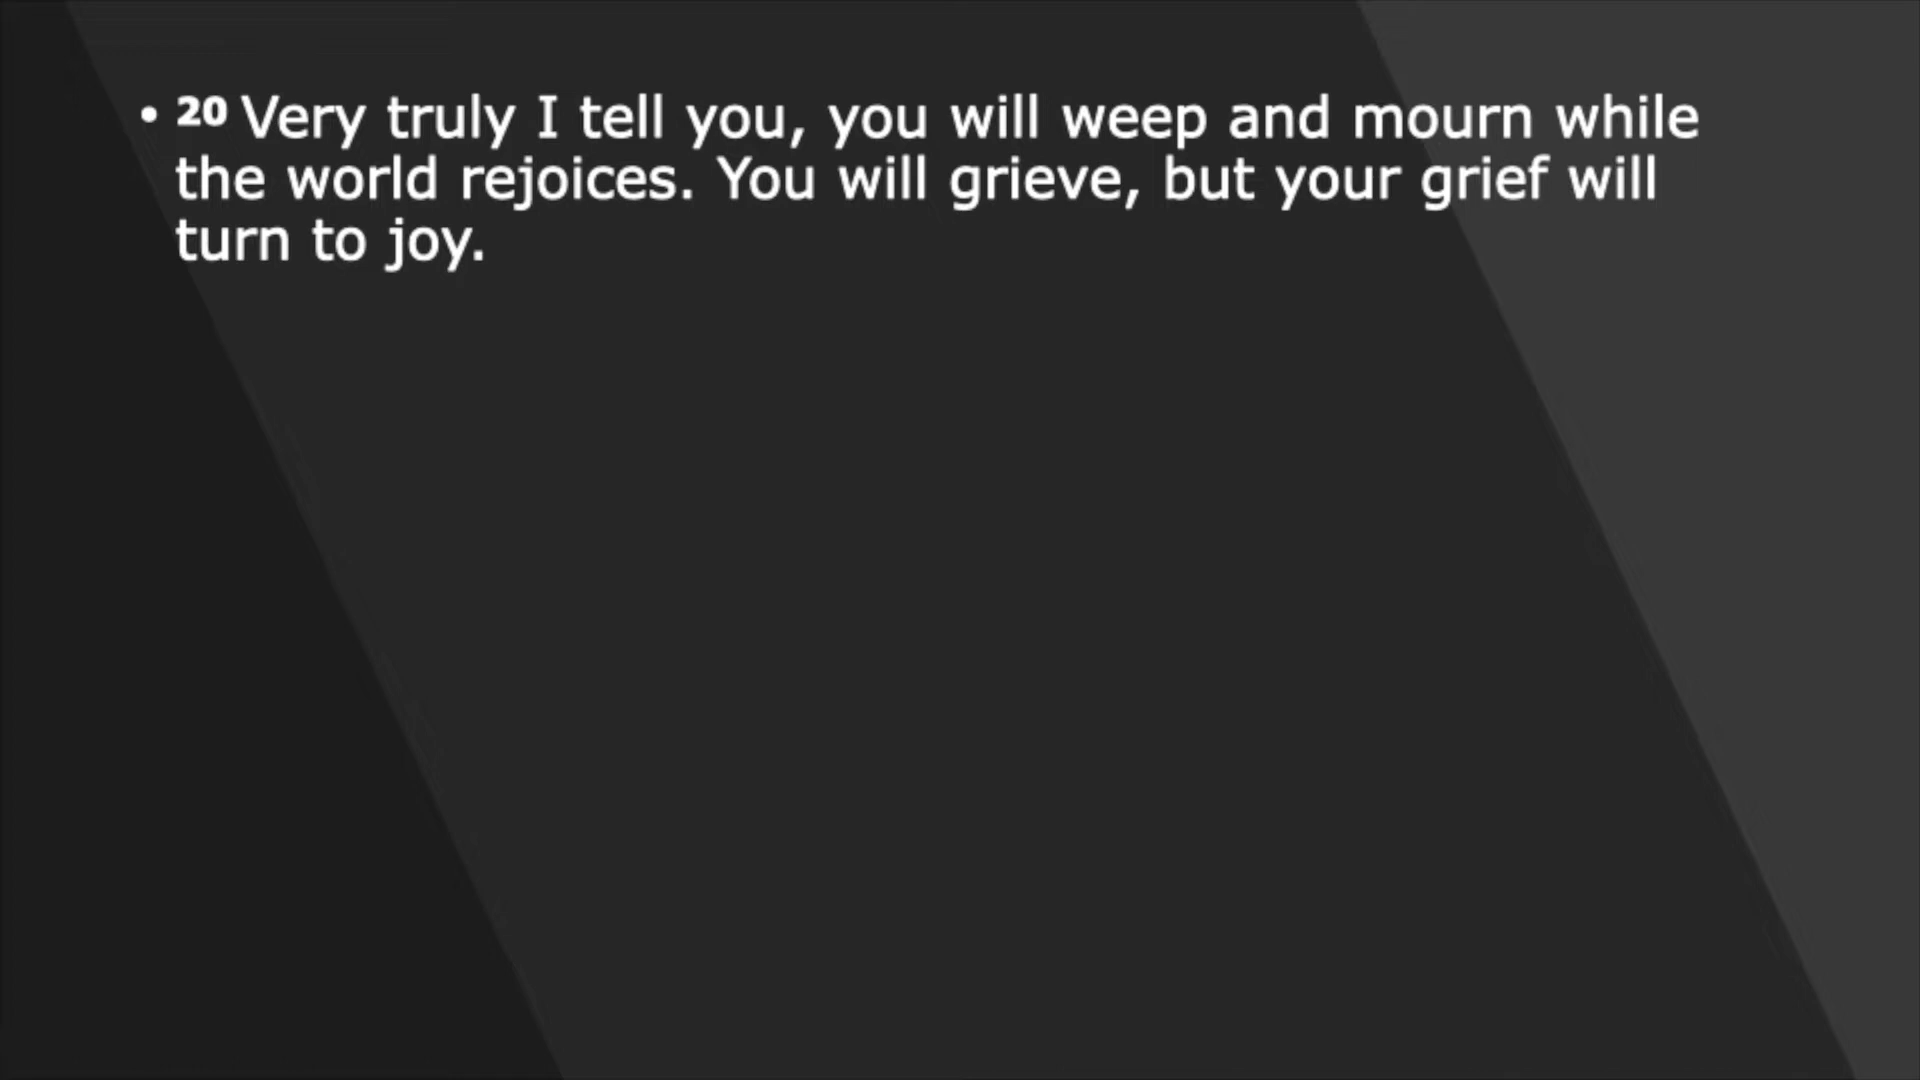 • 20 Very truly I tell you, you will weep and mourn while
the world rejoices. You will grieve, but your grief will
turn to joy.